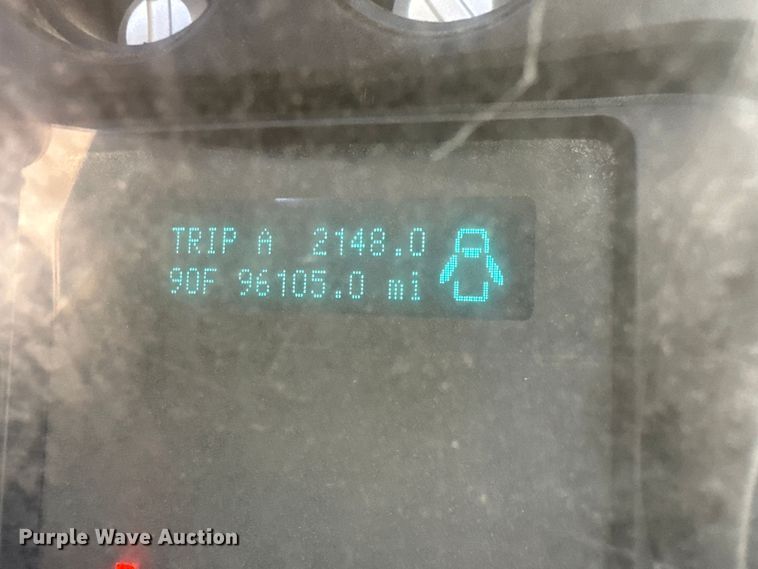 TRIP A 2148.0
90F 96105.0 mi
Purple Wave Auction